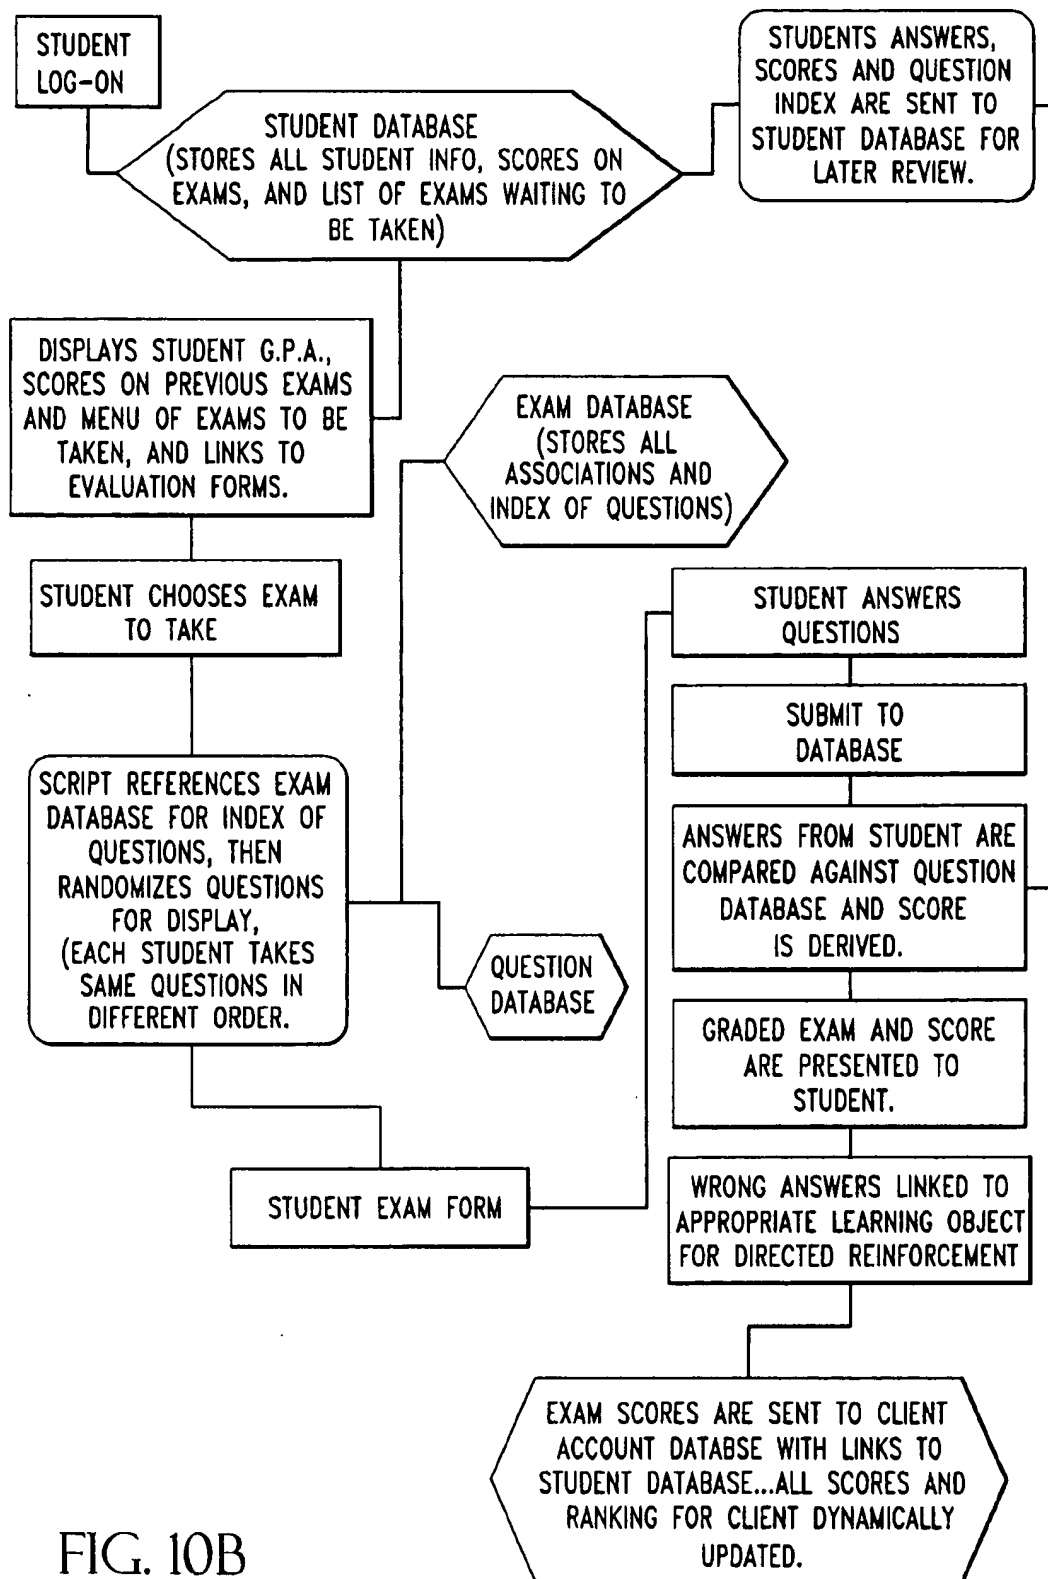 STUDENT
LOG-ON
STUDENT DATABASE
(STORES ALL STUDENT INFO, SCORES ON
EXAMS, AND LIST OF EXAMS WAITING TO
BE TAKEN)
STUDENTS ANSWERS,
SCORES AND QUESTION
INDEX ARE SENT TO
STUDENT DATABASE FOR
LATER REVIEW.
DISPLAYS STUDENT G.P.A.,
SCORES ON PREVIOUS EXAMS
AND MENU OF EXAMS TO BE
TAKEN, AND LINKS TO
EVALUATION FORMS.
EXAM DATABASE
(STORES ALL
ASSOCIATIONS AND
INDEX OF QUESTIONS)
STUDENT CHOOSES EXAM
TO TAKE
SCRIPT REFERENCES EXAM
DATABASE FOR INDEX OF
QUESTIONS, THEN
RANDOMIZES QUESTIONS
FOR DISPLAY,
(EACH STUDENT TAKES
SAME QUESTIONS IN
DIFFERENT ORDER.
QUESTION
DATABASE
STUDENT EXAM FORM
STUDENT ANSWERS
QUESTIONS
SUBMIT TO
DATABASE
ANSWERS FROM STUDENT ARE
COMPARED AGAINST QUESTION
DATABASE AND SCORE
IS DERIVED.
GRADED EXAM AND SCORE
ARE PRESENTED TO
STUDENT.
WRONG ANSWERS LINKED TO
APPROPRIATE LEARNING OBJECT
FOR DIRECTED REINFORCEMENT
EXAM SCORES ARE SENT TO CLIENT
ACCOUNT DATABSE WITH LINKS TO
STUDENT DATABASE...ALL SCORES AND
RANKING FOR CLIENT DYNAMICALLY
UPDATED.
FIG. 10B